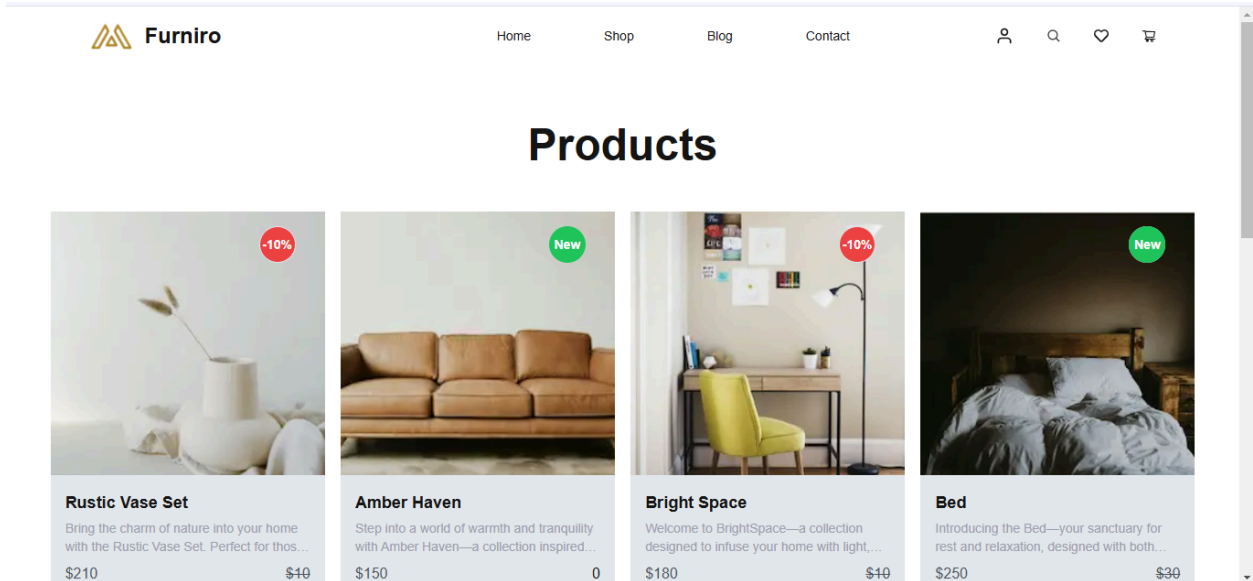 Furniro
Home Shop Blog Contact
Products
-10%
New
-10%
New
Rustic Vase Set
Bring the charm of nature into your home
with the Rustic Vase Set. Perfect for thos...
$210 $10
Amber Haven
Step into a world of warmth and tranquility
with Amber Haven—a collection inspired...
$150 0
Bright Space
Welcome to BrightSpace—a collection
designed to infuse your home with light,...
$180 $10
Bed
Introducing the Bed—your sanctuary for
rest and relaxation, designed with both...
$250 $30